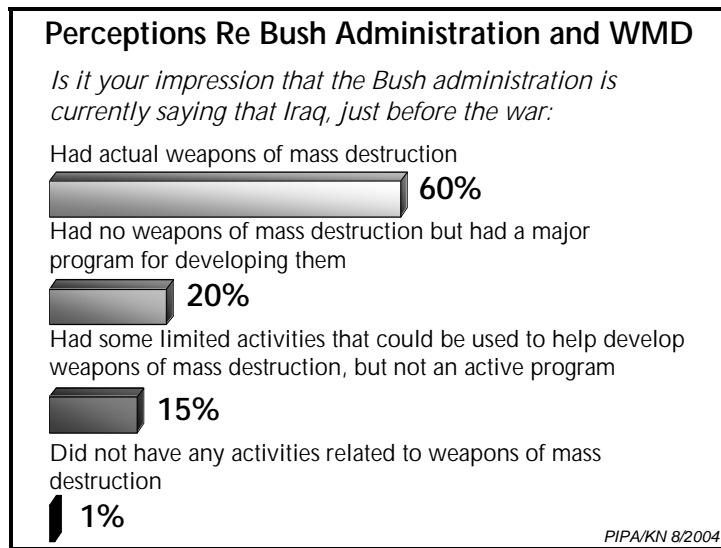 Perceptions Re Bush Administration and WMD
Is it your impression that the Bush administration is
currently saying that Iraq, just before the war:
Had actual weapons of mass destruction
60%
Had no weapons of mass destruction but had a major
program for developing them
20%
Had some limited activities that could be used to help develop
weapons of mass destruction, but not an active program
15%
Did not have any activities related to weapons of mass
destruction
1%
PIPA/KN 8/2004